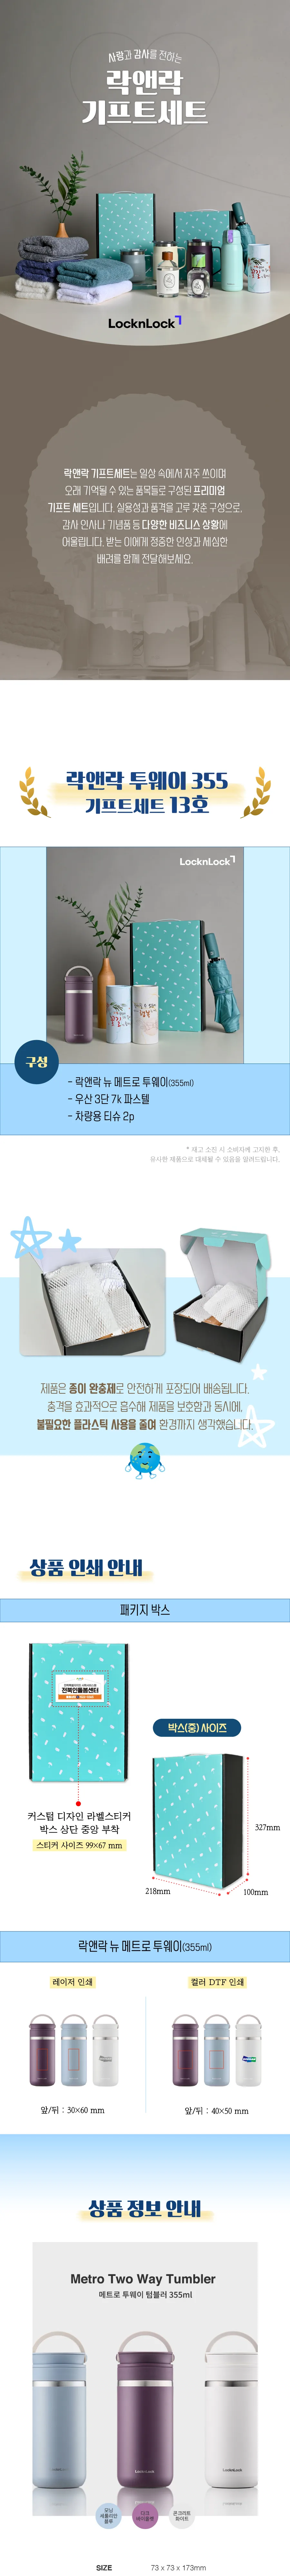 사랑과 감사를 전하는
락앤락
기프트세트
LocknLock
락앤락 기프트세트는 일상 속에서 자주 쓰이며
오래 기억될 수 있는 품목들로 구성된 프리미엄
기프트 세트입니다. 실용성과 품격을 고루 갖춘 구성으로,
감사 인사나 기념품 등 다양한 비즈니스 상황에
어울립니다. 받는 이에게 정중한 인상과 세심한
배려를 함께 전달해보세요.
락앤락 투웨이 355
기프트세트 13호
LocknLock
구성
- 락앤락 뉴 메트로 투웨이(355ml)
- 우산 3단 7k 파스텔
- 차량용 티슈 2p
* 재고 소진 시 소비자께 고지한 후,
유사한 제품으로 대체될 수 있음을 알려드립니다.
제품은 종이 완충제로 안전하게 포장되어 배송됩니다.
충격을 효과적으로 흡수해 제품을 보호함과 동시에,
불필요한 플라스틱 사용을 줄여 환경까지 생각했습니다.
상품 인쇄 안내
패키지 박스
전북인돌봄센터
박스(중) 사이즈
커스텀 디자인 라벨스티커
박스 상단 중앙 부착
스티커 사이즈 99×67 mm
327mm
218mm
100mm
락앤락 뉴 메트로 투웨이(355ml)
레이저 인쇄
컬러 DTF 인쇄
앞/뒤 : 30×60 mm
앞/뒤 : 40×50 mm
상품 정보 안내
Metro Two Way Tumbler
메트로 투웨이 텀블러 355ml
LocknLock
LocknLock
LocknLock
모닝
세룰리안
블루
다크
바이올렛
콘크리트
화이트
SIZE 73 x 73 x 173mm